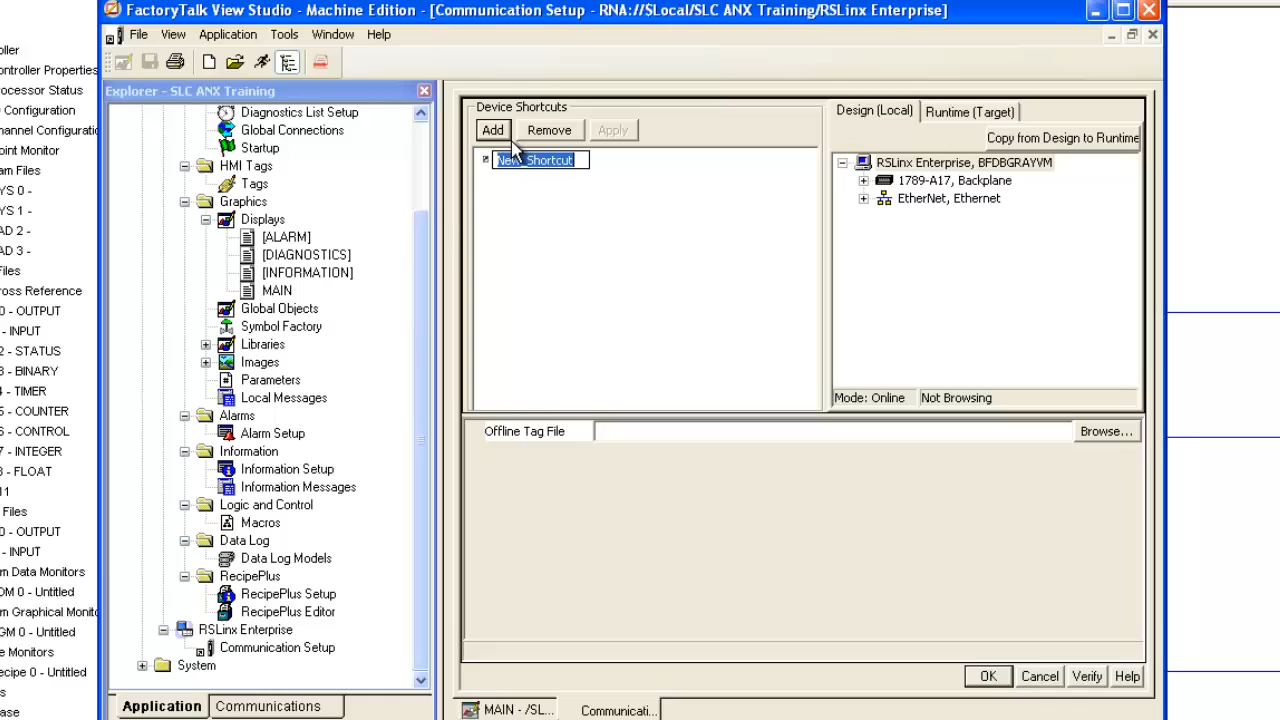 FactoryTalk View Studio - Machine Edition - [Communication Setup - RNA://$Local/SLC ANX Training/RSLinx Enterprise]
File View Application Tools Window Help
Explorer - SLC ANX Training
Diagnostics List Setup
Global Connections
Startup
HMI Tags
Tags
Graphics
Displays
[ALARM]
[DIAGNOSTICS]
[INFORMATION]
MAIN
Global Objects
Symbol Factory
Libraries
Images
Parameters
Local Messages
Alarms
Alarm Setup
Information
Information Setup
Information Messages
Logic and Control
Macros
Data Log
Data Log Models
RecipePlus
RecipePlus Setup
RecipePlus Editor
RSLinx Enterprise
Communication Setup
System
Application Communications
Device Shortcuts
Add Remove Apply
New_Shortcut
Design (Local) Runtime (Target)
Copy from Design to Runtime
RSLinx Enterprise, BFDBGRAYVM
1789-A17, Backplane
EtherNet, Ethernet
Mode: Online Not Browsing
Offline Tag File Browse...
OK Cancel Verify Help
MAIN - /SL... Communicati...
oller
ontroller Properties
ocessor Status
O Configuration
hannel Configurati
oint Monitor
am Files
YS 0 -
YS 1 -
AD 2 -
AD 3 -
Files
ross Reference
0 - OUTPUT
- INPUT
2 - STATUS
3 - BINARY
4 - TIMER
5 - COUNTER
6 - CONTROL
7 - INTEGER
8 - FLOAT
11
Files
0 - OUTPUT
- INPUT
m Data Monitors
DM 0 - Untitled
m Graphical Monito
GM 0 - Untitled
e Monitors
ecipe 0 - Untitled
s
ase